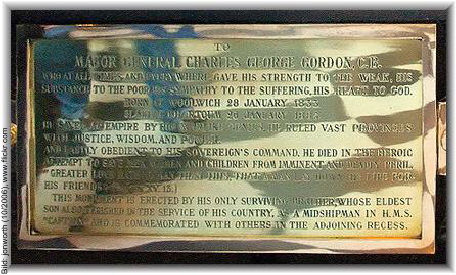 TO
MAJOR GENERAL CHARLES GEORGE GORDON, C.B.
WHO AT ALL TIMES AND EVERYWHERE GAVE HIS STRENGTH TO THE WEAK, HIS
SUBSTANCE TO THE POOR, HIS SYMPATHY TO THE SUFFERING, HIS HEART TO GOD.
BORN AT WOOLWICH 28 JANUARY, 1833.
AT KHARTOUM 26 JANUARY
HE SAVED AN EMPIRE BY HIS HE RULED VAST PROVINCES
WITH JUSTICE, WISDOM, AND POWER.
AND LASTLY OBEDIENT TO HIS SOVEREIGN'S COMMAND, HE DIED IN THE HEROIC
ATTEMPT TO SAVE MEN, WOMEN AND CHILDREN FROM IMMINENT AND DEADLY PERIL.
"GREATER LOVE HATH NO MAN THAN THIS, THAT A MAN LAY DOWN HIS LIFE FOR
HIS FRIENDS." 
THIS MONUMENT IS ERECTED BY HIS ONLY SURVIVING BROTHER, WHOSE ELDEST
SON ALSO PERISHED IN THE SERVICE OF HIS COUNTRY, AS A MIDSHIPMAN IN H.M.S.
"CAPTAIN," AND IS COMMEMORATED WITH OTHERS IN THE ADJOINING RECESS.
Bild: jonworth (10/2006), www.flickr.com